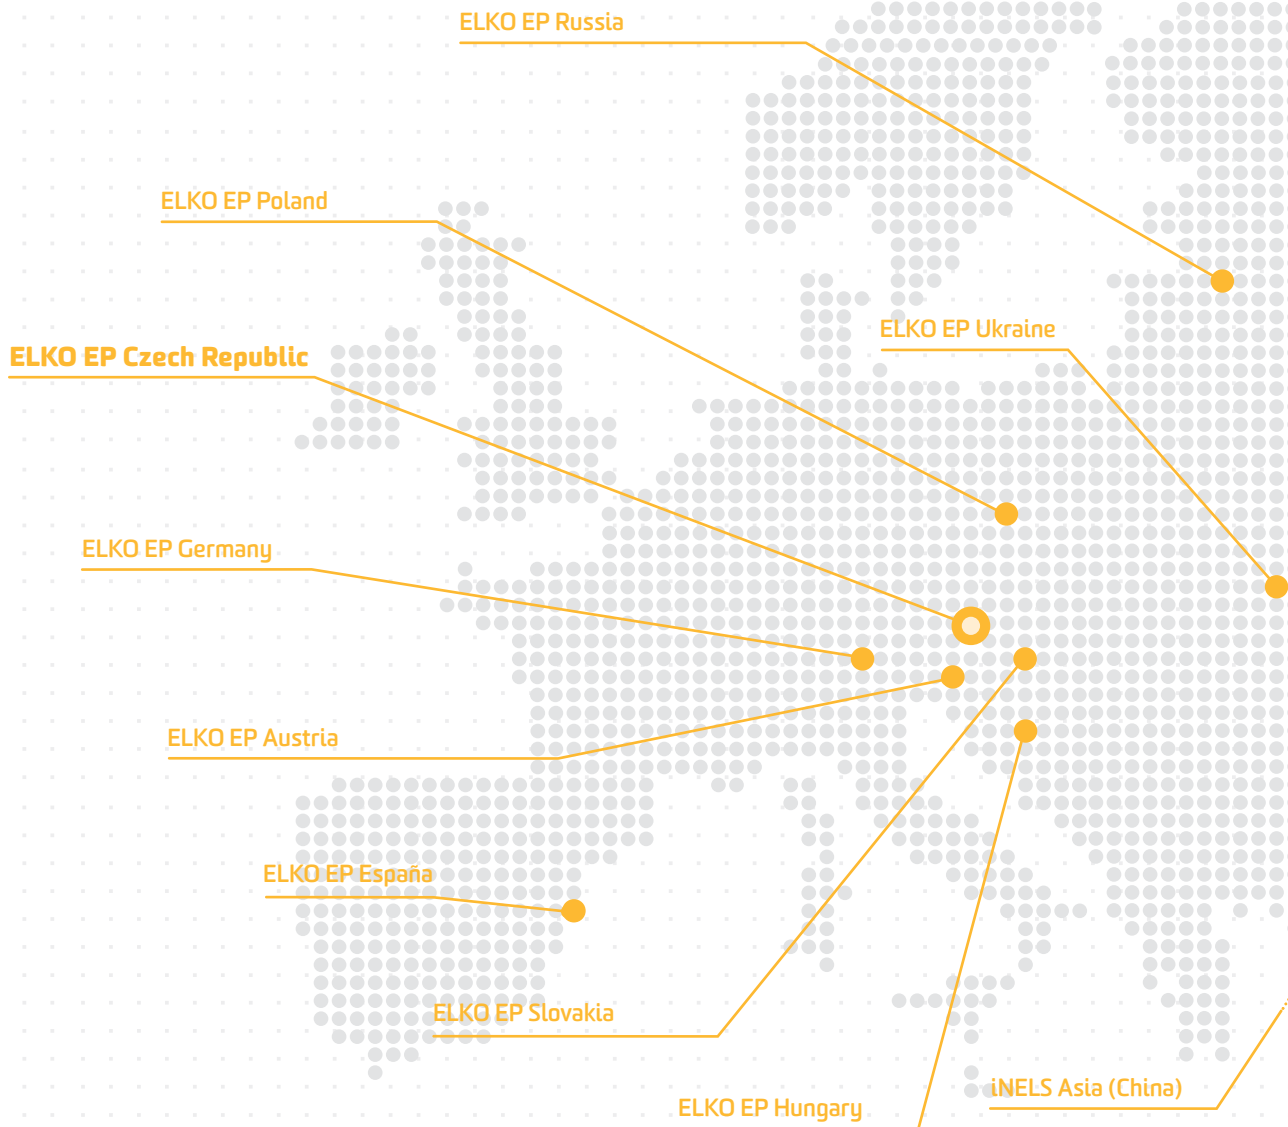 ELKO EP Russia
ELKO EP Poland
ELKO EP Ukraine
ELKO EP Czech Republic
ELKO EP Germany
ELKO EP Austria
ELKO EP España
ELKO EP Slovakia
iNELS Asia (China)
ELKO EP Hungary